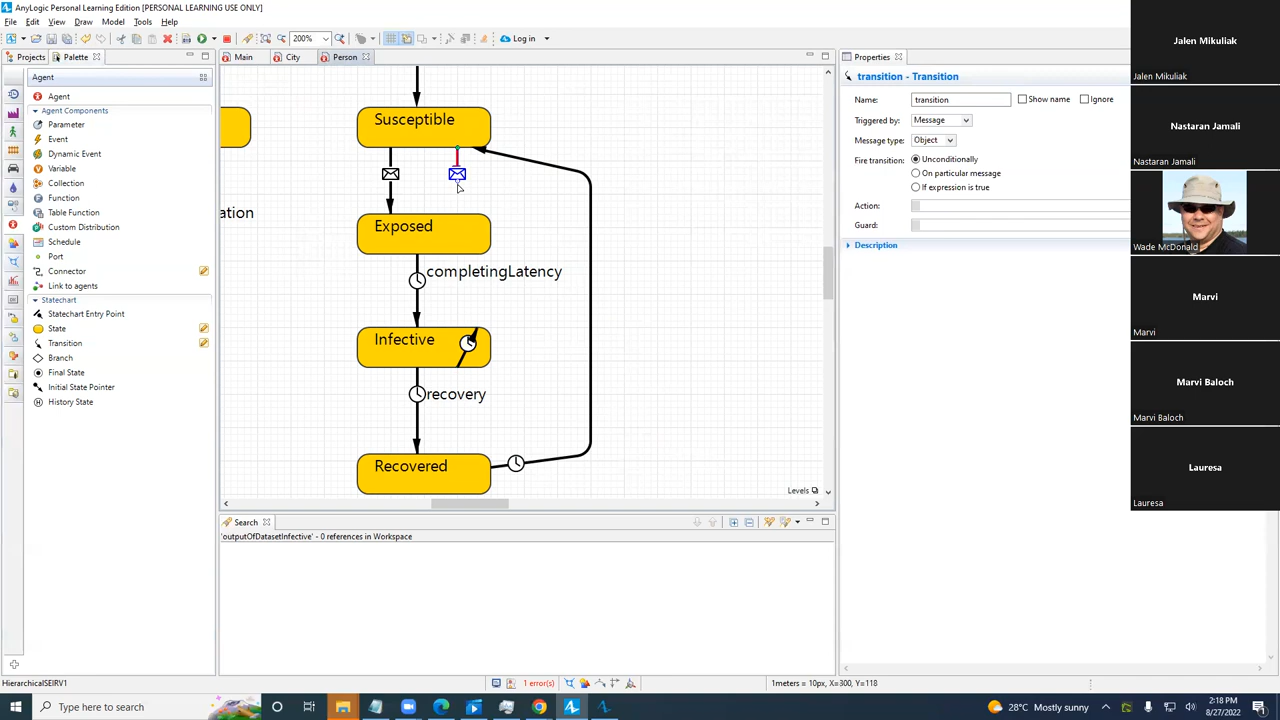 AnyLogic Personal Learning Edition [PERSONAL LEARNING USE ONLY]
File Edit View Draw Model Tools Help
200% Log in
Projects Palette
Main City Person
Properties
Agent
Agent
Agent Components
Parameter
Event
Dynamic Event
Variable
Collection
Function
Table Function
Custom Distribution
Schedule
Port
Connector
Link to agents
Statechart
Statechart Entry Point
State
Transition
Branch
Final State
Initial State Pointer
History State
Susceptible
ation
Exposed
completingLatency
Infective
recovery
Recovered
Levels
Search
'outputOfDatasetInfective' - 0 references in Workspace
transition - Transition
Name: transition Show name Ignore
Triggered by: Message
Message type: Object
Fire transition: Unconditionally
On particular message
If expression is true
Action:
Guard:
Description
Jalen Mikuliak
Jalen Mikuliak
Nastaran Jamali
Nastaran Jamali
Wade McDonald
Marvi
Marvi
Marvi Baloch
Marvi Baloch
Lauresa
Lauresa
HierarchicalSEIRV1 1 error(s) 1meters = 10px, X=300, Y=118
Type here to search
28°C Mostly sunny
2:18 PM
8/27/2022